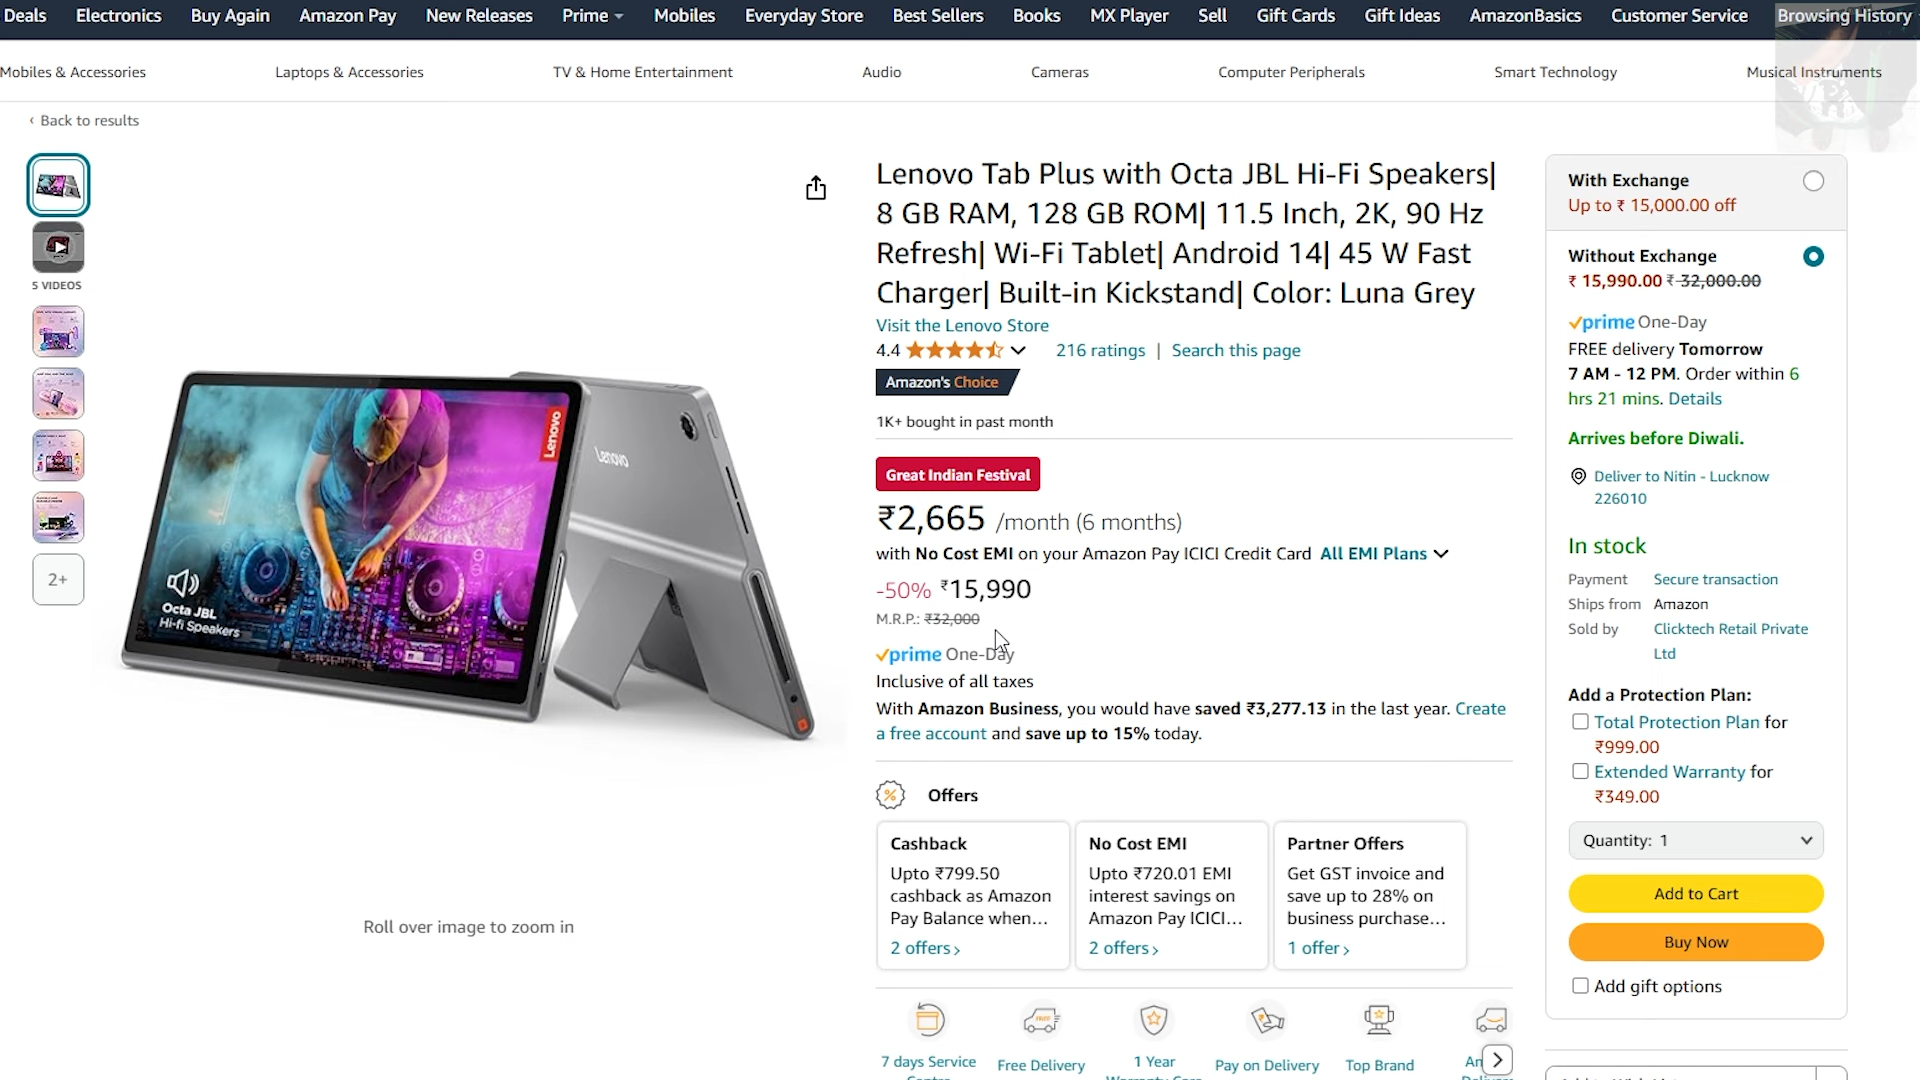 Deals Electronics Buy Again Amazon Pay New Releases Prime Mobiles Everyday Store Best Sellers Books MX Player Sell Gift Cards Gift Ideas AmazonBasics Customer Service Browsing History
Mobiles & Accessories Laptops & Accessories TV & Home Entertainment Audio Cameras Computer Peripherals Smart Technology Musical Instruments
‹ Back to results
5 VIDEOS
2+
Lenovo
Lenovo
Octa JBL
Hi-fi Speakers
Roll over image to zoom in
Lenovo Tab Plus with Octa JBL Hi-Fi Speakers|
8 GB RAM, 128 GB ROM| 11.5 Inch, 2K, 90 Hz
Refresh| Wi-Fi Tablet| Android 14| 45 W Fast
Charger| Built-in Kickstand| Color: Luna Grey
Visit the Lenovo Store
4.4 216 ratings | Search this page
Amazon's Choice
1K+ bought in past month
Great Indian Festival
₹2,665 /month (6 months)
with No Cost EMI on your Amazon Pay ICICI Credit Card All EMI Plans
-50% ₹15,990
M.R.P.: ₹32,000
prime One-Day
Inclusive of all taxes
With Amazon Business, you would have saved ₹3,277.13 in the last year. Create
a free account and save up to 15% today.
Offers
Cashback
Upto ₹799.50
cashback as Amazon
Pay Balance when…
2 offers ›
No Cost EMI
Upto ₹720.01 EMI
interest savings on
Amazon Pay ICICI…
2 offers ›
Partner Offers
Get GST invoice and
save up to 28% on
business purchase…
1 offer ›
FREE
7 days Service Free Delivery 1 Year Pay on Delivery Top Brand
With Exchange
Up to ₹ 15,000.00 off
Without Exchange
₹ 15,990.00 ₹ 32,000.00
prime One-Day
FREE delivery Tomorrow
7 AM - 12 PM. Order within 6
hrs 21 mins. Details
Arrives before Diwali.
Deliver to Nitin - Lucknow
226010
In stock
Payment Secure transaction
Ships from Amazon
Sold by Clicktech Retail Private
Ltd
Add a Protection Plan:
Total Protection Plan for
₹999.00
Extended Warranty for
₹349.00
Quantity: 1
Add to Cart
Buy Now
Add gift options